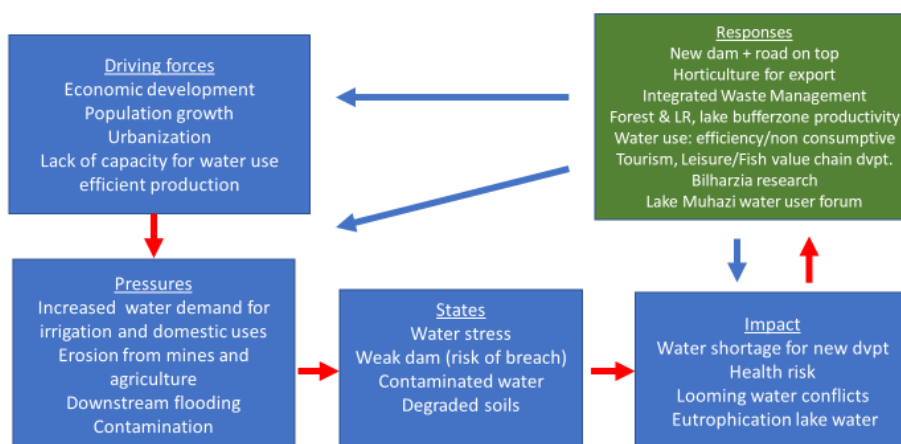 Driving forces
Economic development
Population growth
Urbanization
Lack of capacity for water use
efficient production
Responses
New dam + road on top
Horticulture for export
Integrated Waste Management
Forest & LR, lake bufferzone productivity
Water use: efficiency/non consumptive
Tourism, Leisure/Fish value chain dvpt.
Bilharzia research
Lake Muhazi water user forum
Pressures
Increased water demand for
irrigation and domestic uses
Erosion from mines and
agriculture
Downstream flooding
Contamination
States
Water stress
Weak dam (risk of breach)
Contaminated water
Degraded soils
Impact
Water shortage for new dvpt
Health risk
Looming water conflicts
Eutrophication lake water